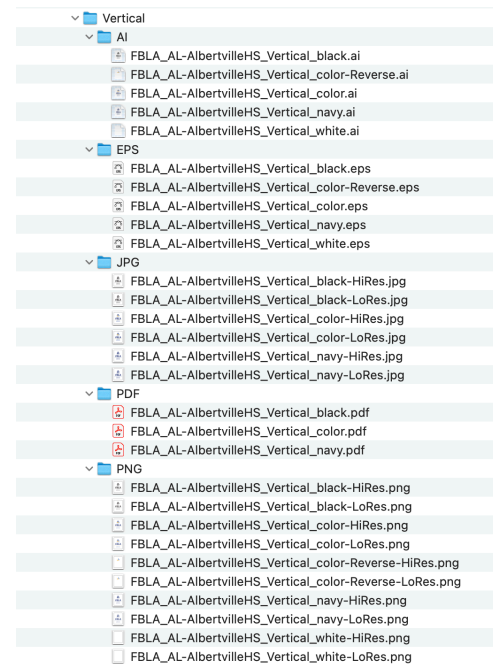 Vertical
AI
FBLA_AL-AlbertvilleHS_Vertical_black.ai
FBLA_AL-AlbertvilleHS_Vertical_color-Reverse.ai
FBLA_AL-AlbertvilleHS_Vertical_color.ai
FBLA_AL-AlbertvilleHS_Vertical_navy.ai
FBLA_AL-AlbertvilleHS_Vertical_white.ai
EPS
FBLA_AL-AlbertvilleHS_Vertical_black.eps
FBLA_AL-AlbertvilleHS_Vertical_color-Reverse.eps
FBLA_AL-AlbertvilleHS_Vertical_color.eps
FBLA_AL-AlbertvilleHS_Vertical_navy.eps
FBLA_AL-AlbertvilleHS_Vertical_white.eps
JPG
FBLA_AL-AlbertvilleHS_Vertical_black-HiRes.jpg
FBLA_AL-AlbertvilleHS_Vertical_black-LoRes.jpg
FBLA_AL-AlbertvilleHS_Vertical_color-HiRes.jpg
FBLA_AL-AlbertvilleHS_Vertical_color-LoRes.jpg
FBLA_AL-AlbertvilleHS_Vertical_navy-HiRes.jpg
FBLA_AL-AlbertvilleHS_Vertical_navy-LoRes.jpg
PDF
FBLA_AL-AlbertvilleHS_Vertical_black.pdf
FBLA_AL-AlbertvilleHS_Vertical_color.pdf
FBLA_AL-AlbertvilleHS_Vertical_navy.pdf
PNG
FBLA_AL-AlbertvilleHS_Vertical_black-HiRes.png
FBLA_AL-AlbertvilleHS_Vertical_black-LoRes.png
FBLA_AL-AlbertvilleHS_Vertical_color-HiRes.png
FBLA_AL-AlbertvilleHS_Vertical_color-LoRes.png
FBLA_AL-AlbertvilleHS_Vertical_color-Reverse-HiRes.png
FBLA_AL-AlbertvilleHS_Vertical_color-Reverse-LoRes.png
FBLA_AL-AlbertvilleHS_Vertical_navy-HiRes.png
FBLA_AL-AlbertvilleHS_Vertical_navy-LoRes.png
FBLA_AL-AlbertvilleHS_Vertical_white-HiRes.png
FBLA_AL-AlbertvilleHS_Vertical_white-LoRes.png